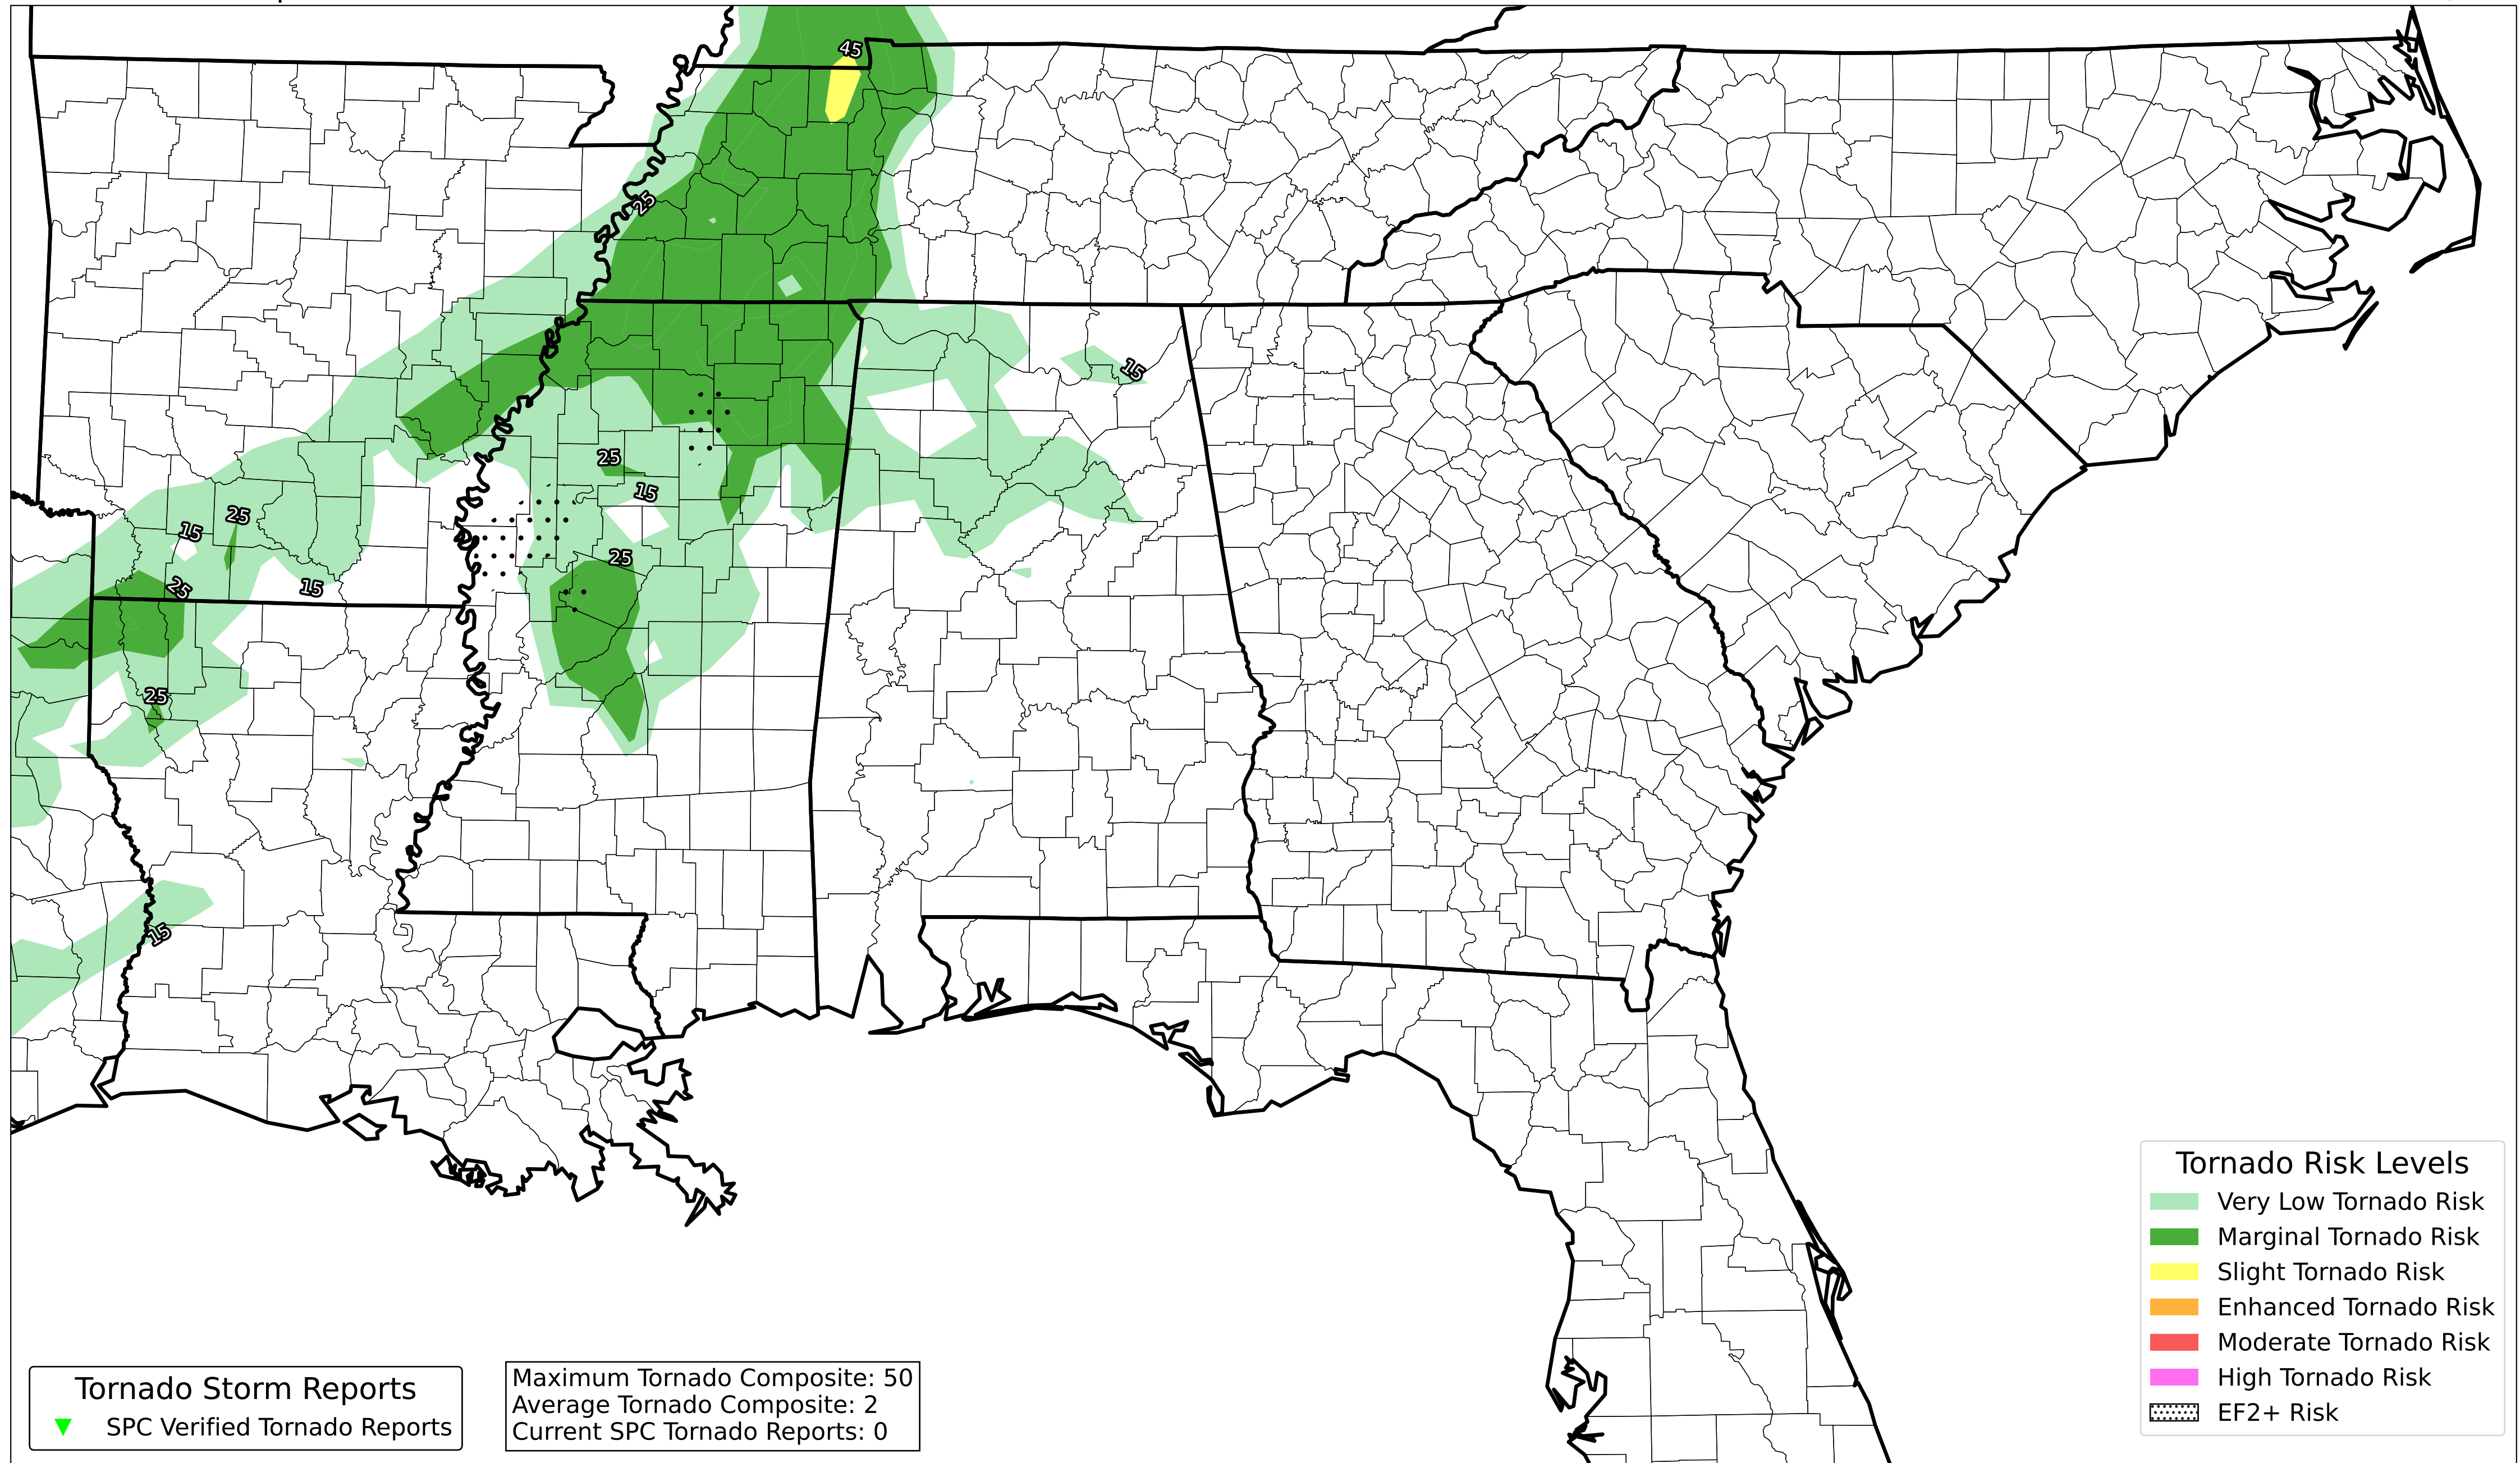 45
25
15
25
15
25
15
25
25
15
25
15
Tornado Risk Levels
Very Low Tornado Risk
Marginal Tornado Risk
Slight Tornado Risk
Enhanced Tornado Risk
Moderate Tornado Risk
High Tornado Risk
EF2+ Risk
Tornado Storm Reports
SPC Verified Tornado Reports
Maximum Tornado Composite: 50
Average Tornado Composite: 2
Current SPC Tornado Reports: 0